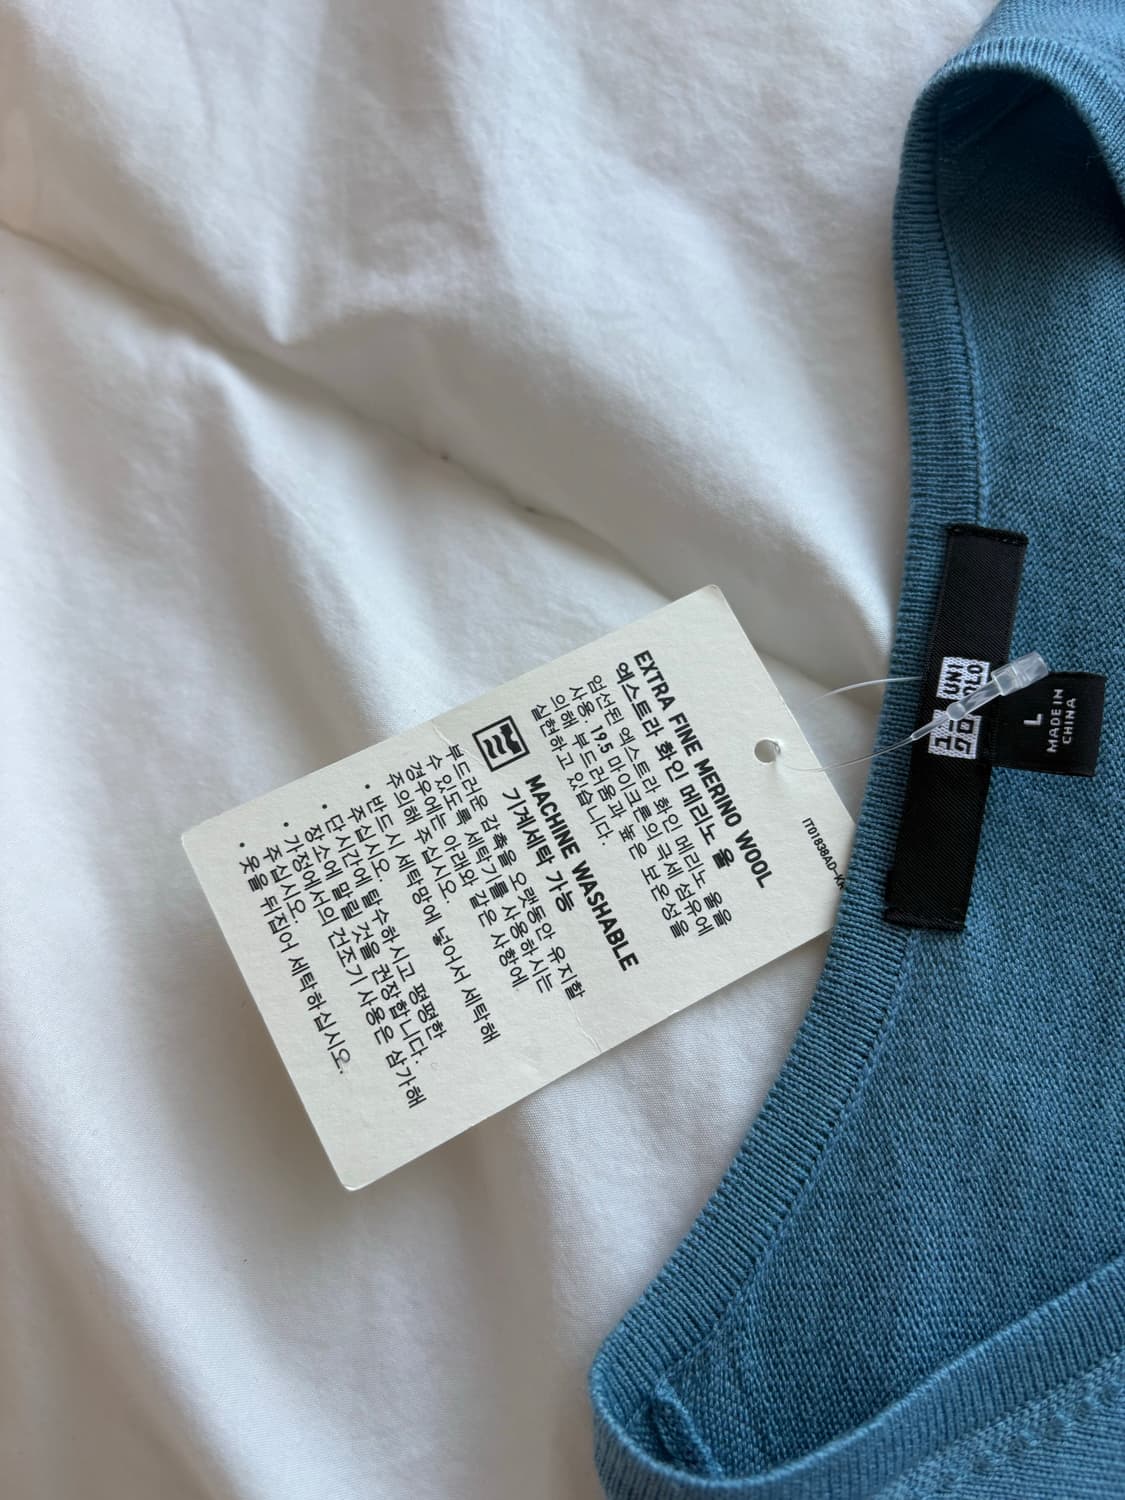 EXTRA FINE MERINO WOOL
엑스트라 화인 메리노 울
엄선된 엑스트라 화인 메리노 울을
사용. 19.5 마이크론의 극세 섬유에
의해 부드러움과 높은 보온성을
실현하고 있습니다.
MACHINE WASHABLE
기계세탁 가능
부드러운 감촉을 오랫동안 유지할
수 있도록 세탁기를 사용하시는
경우에는 아래와 같은 사항에
주의해 주십시오.
• 반드시 세탁망에 넣어서 세탁해
주십시오.
• 단시간에 탈수하시고 평평한
장소에 말릴 것을 권장합니다.
• 가정에서의 건조기 사용은 삼가해
주십시오.
• 옷을 뒤집어 세탁하십시오.
IT01838AO-K
UNI
QLO
L
MADE IN
CHINA